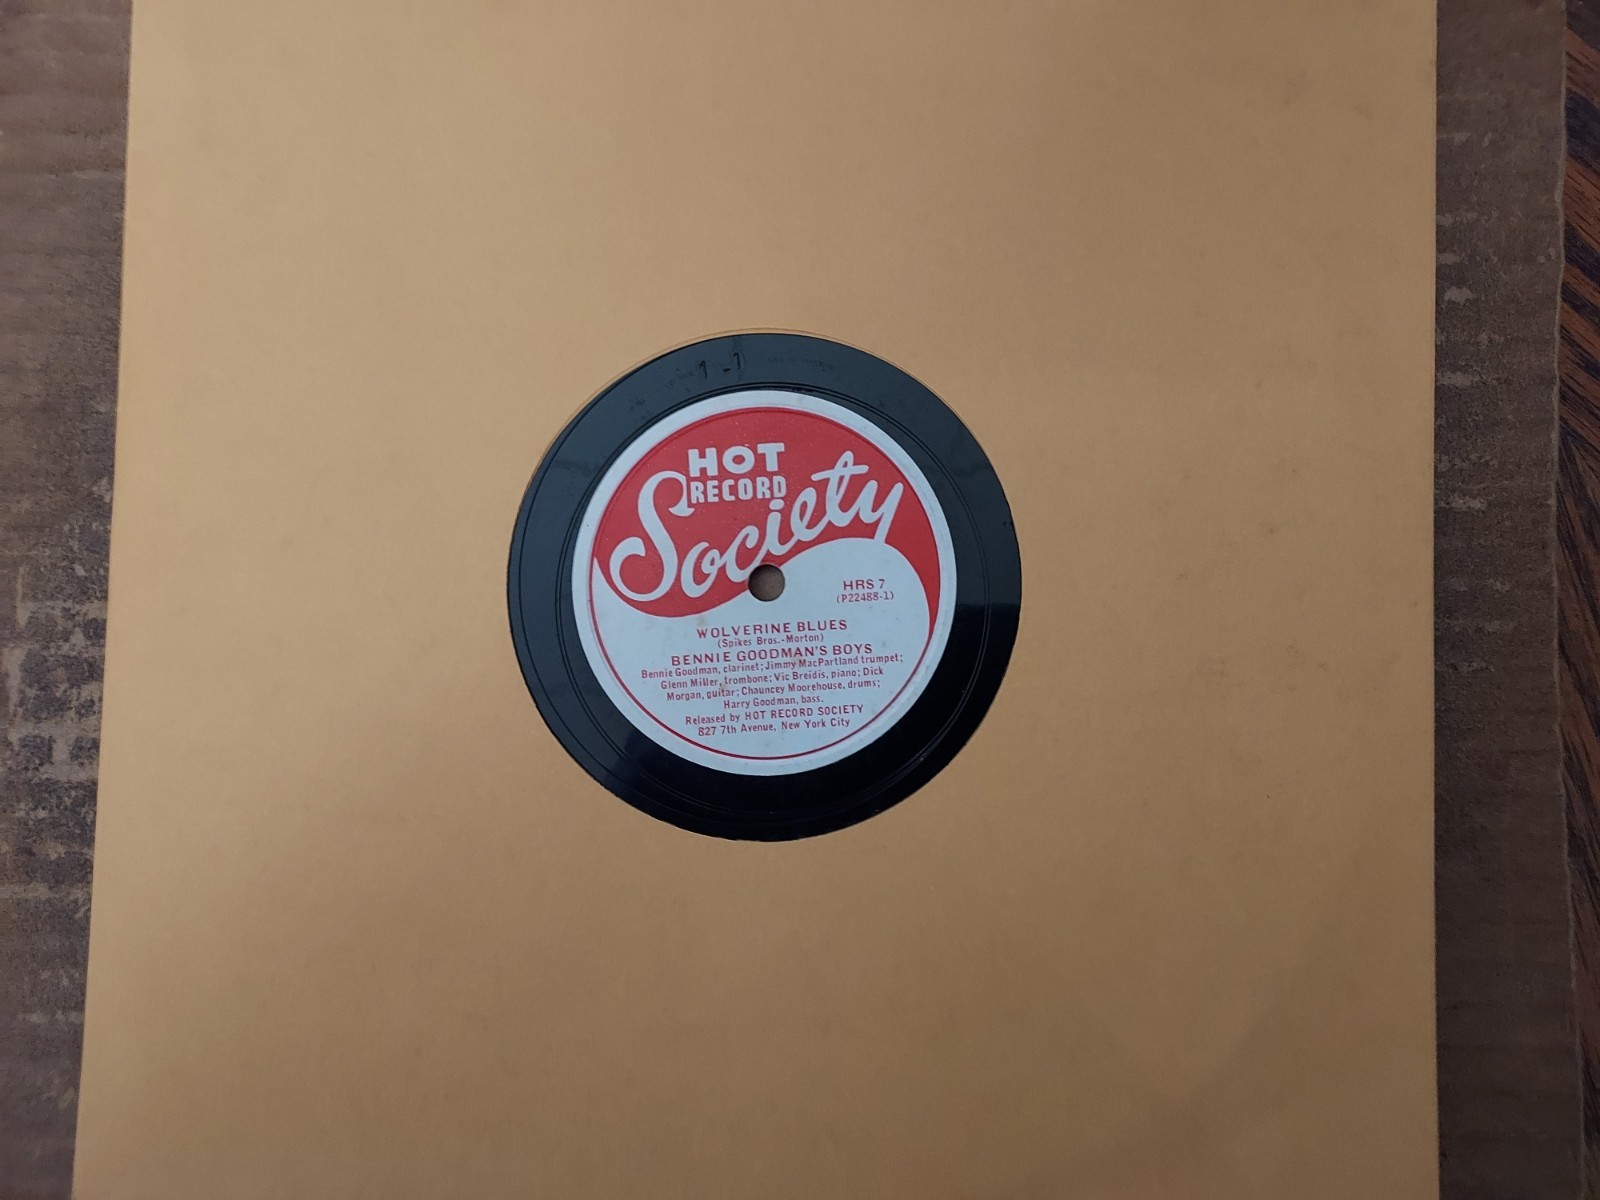 1-1
HOT
RECORD
Society
HRS 7
(P22488-1)
WOLVERINE BLUES
(Spikes Bros.-Morton)
BENNIE GOODMAN'S BOYS
Bennie Goodman, clarinet; Jimmy MacPartland trumpet;
Glenn Miller, trombone; Vic Breidis, piano; Dick
Morgan, guitar; Chauncey Moorehouse, drums;
Harry Goodman, bass.
Released by HOT RECORD SOCIETY
827 7th Avenue, New York City